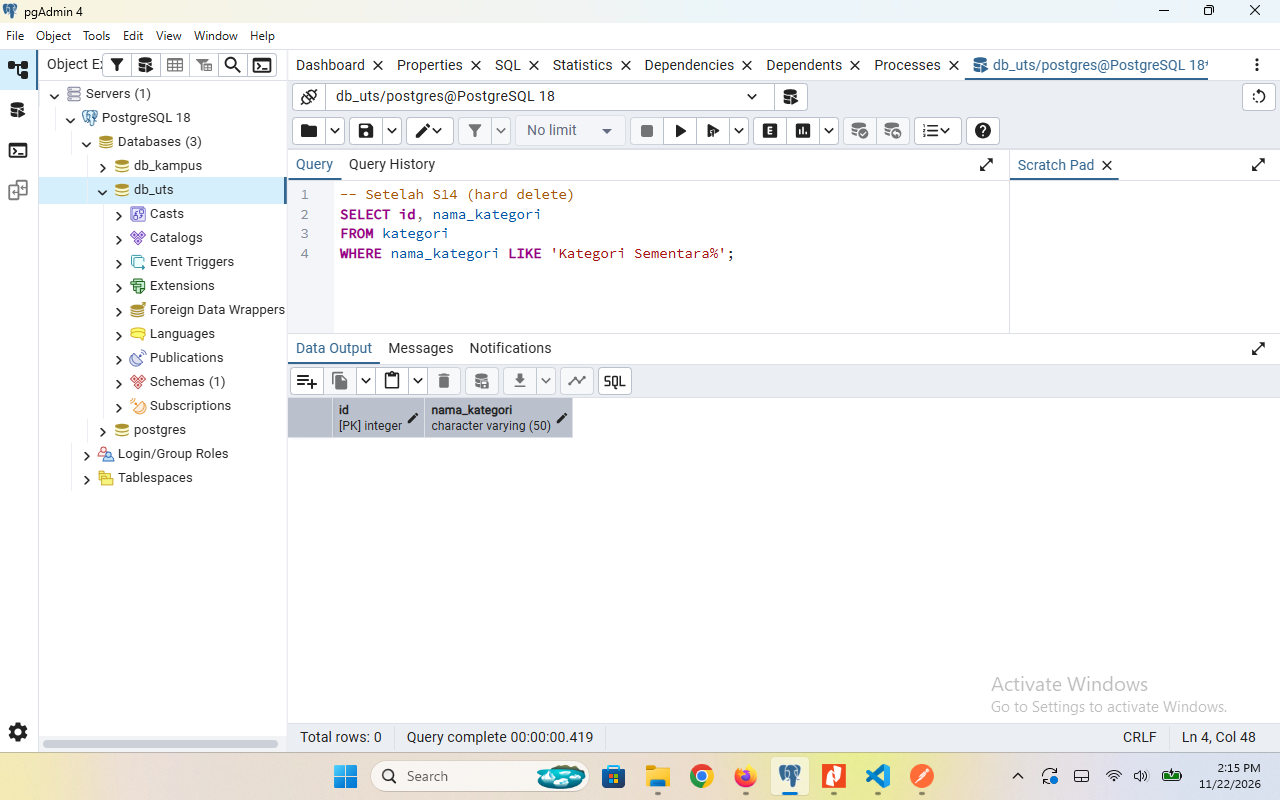 pgAdmin 4
File Object Tools Edit View Window Help
Object Ex
Dashboard Properties SQL Statistics Dependencies Dependents Processes db_uts/postgres@PostgreSQL 18*
Servers (1)
PostgreSQL 18
Databases (3)
db_kampus
db_uts
Casts
Catalogs
Event Triggers
Extensions
Foreign Data Wrappers
Languages
Publications
Schemas (1)
Subscriptions
postgres
Login/Group Roles
Tablespaces
db_uts/postgres@PostgreSQL 18
No limit
E
Query Query History
Scratch Pad
1 -- Setelah S14 (hard delete)
2 SELECT id, nama_kategori
3 FROM kategori
4 WHERE nama_kategori LIKE 'Kategori Sementara%';
Data Output Messages Notifications
SQL
id
[PK] integer
nama_kategori
character varying (50)
Activate Windows
Go to Settings to activate Windows.
Total rows: 0 Query complete 00:00:00.419 CRLF Ln 4, Col 48
Search
2:15 PM
11/22/2026